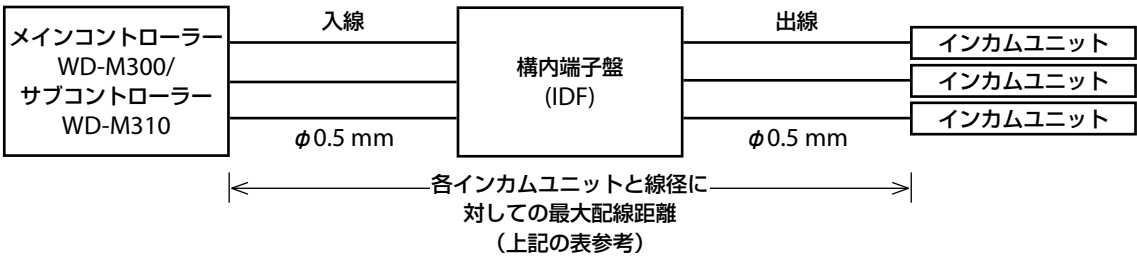 メインコントローラー
WD-M300/
サブコントローラー
WD-M310
入線
φ0.5 mm
構内端子盤
(IDF)
出線
φ0.5 mm
インカムユニット
インカムユニット
インカムユニット
各インカムユニットと線径に
対しての最大配線距離
（上記の表参考）